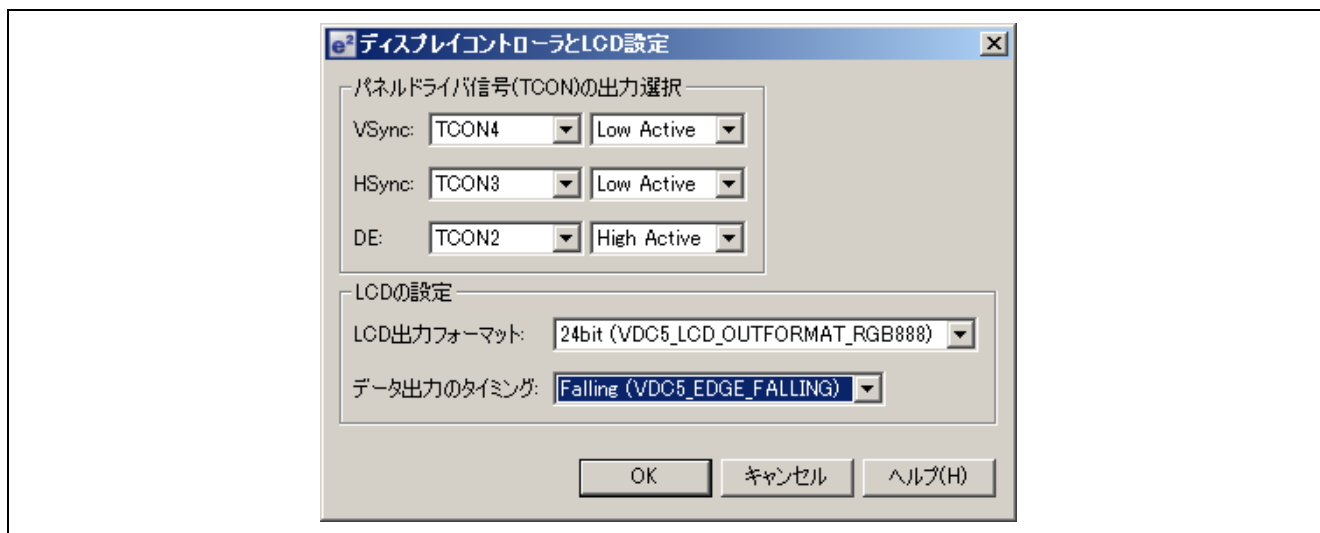 e² ディスプレイコントローラとLCD設定
パネルドライバ信号(TCON)の出力選択
VSync: TCON4 Low Active
HSync: TCON3 Low Active
DE: TCON2 High Active
LCDの設定
LCD出力フォーマット: 24bit (VDC5_LCD_OUTFORMAT_RGB888)
データ出力のタイミング: Falling (VDC5_EDGE_FALLING)
OK キャンセル ヘルプ(H)